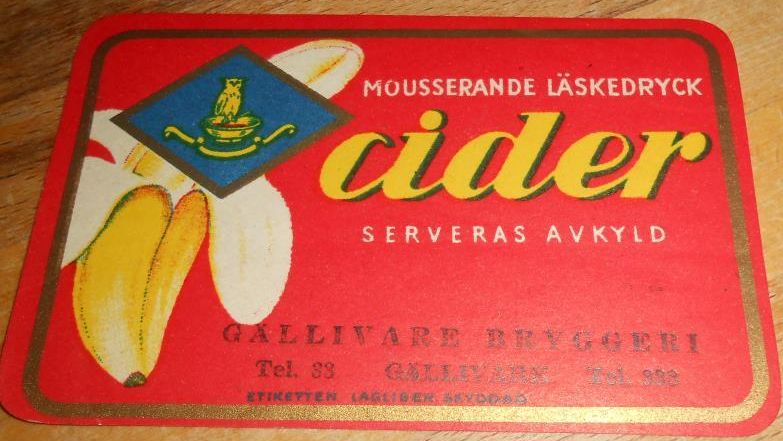 MOUSSERANDE LÄSKEDRYCK
cider
SERVERAS AVKYLD
GÄLLIVARE BRYGGERI
Tel. 33 GÄLLIVARE Tel. 333
ETIKETTEN LAGLIGEN SKYDDAD